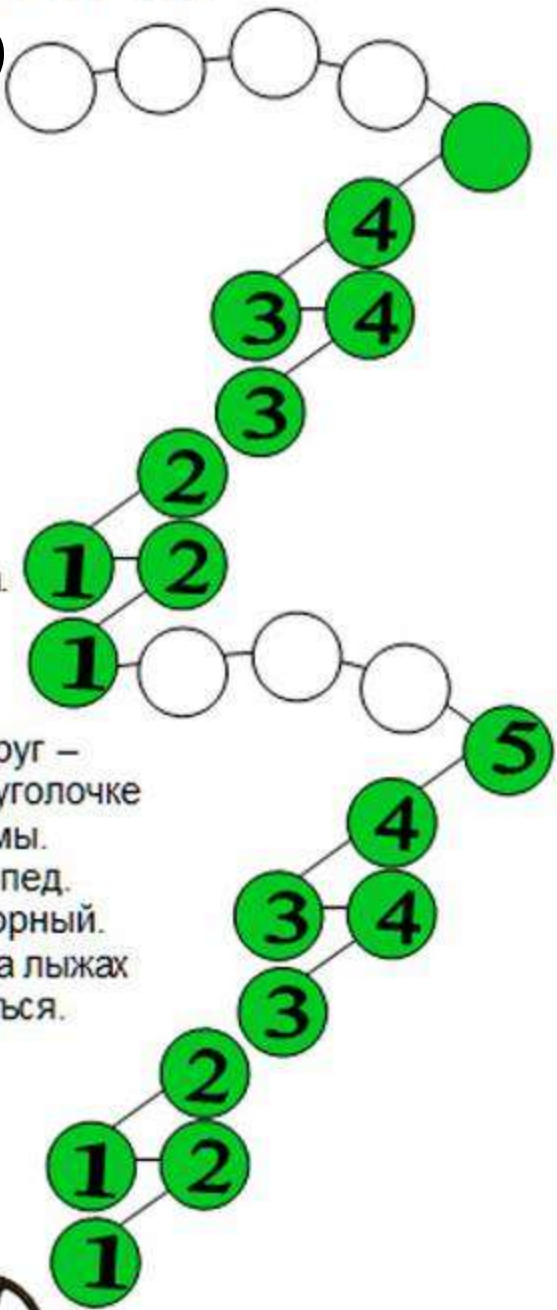 )
4
3 4
3
2
1 2
1
руг –
5
уголочке
4
мы.
пед.
3 4
орный.
а лыжах
3
ься.
2
1 2
1